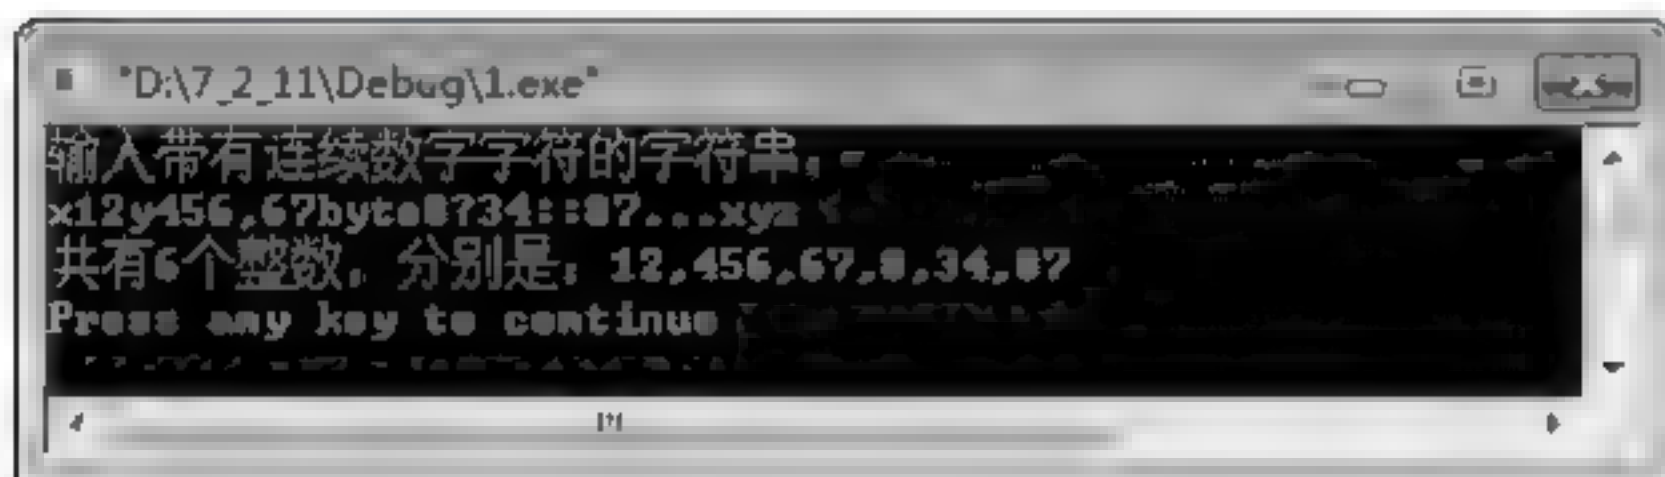 "D:\7_2_11\Debug\1.exe"
输入带有连续数字字符的字符串:
x12y456,67byte8?34::87...xyz
共有6个整数。分别是: 12,456,67,8,34,87
Press any key to continue